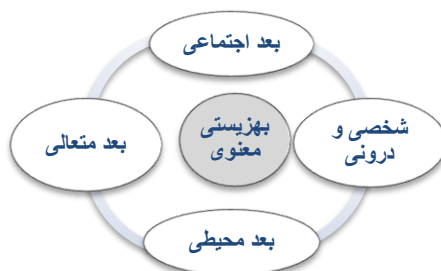 بعد اجتماعی
شخصی و
درونی
بهزیستی
معنوی
بعد متعالی
بعد محیطی